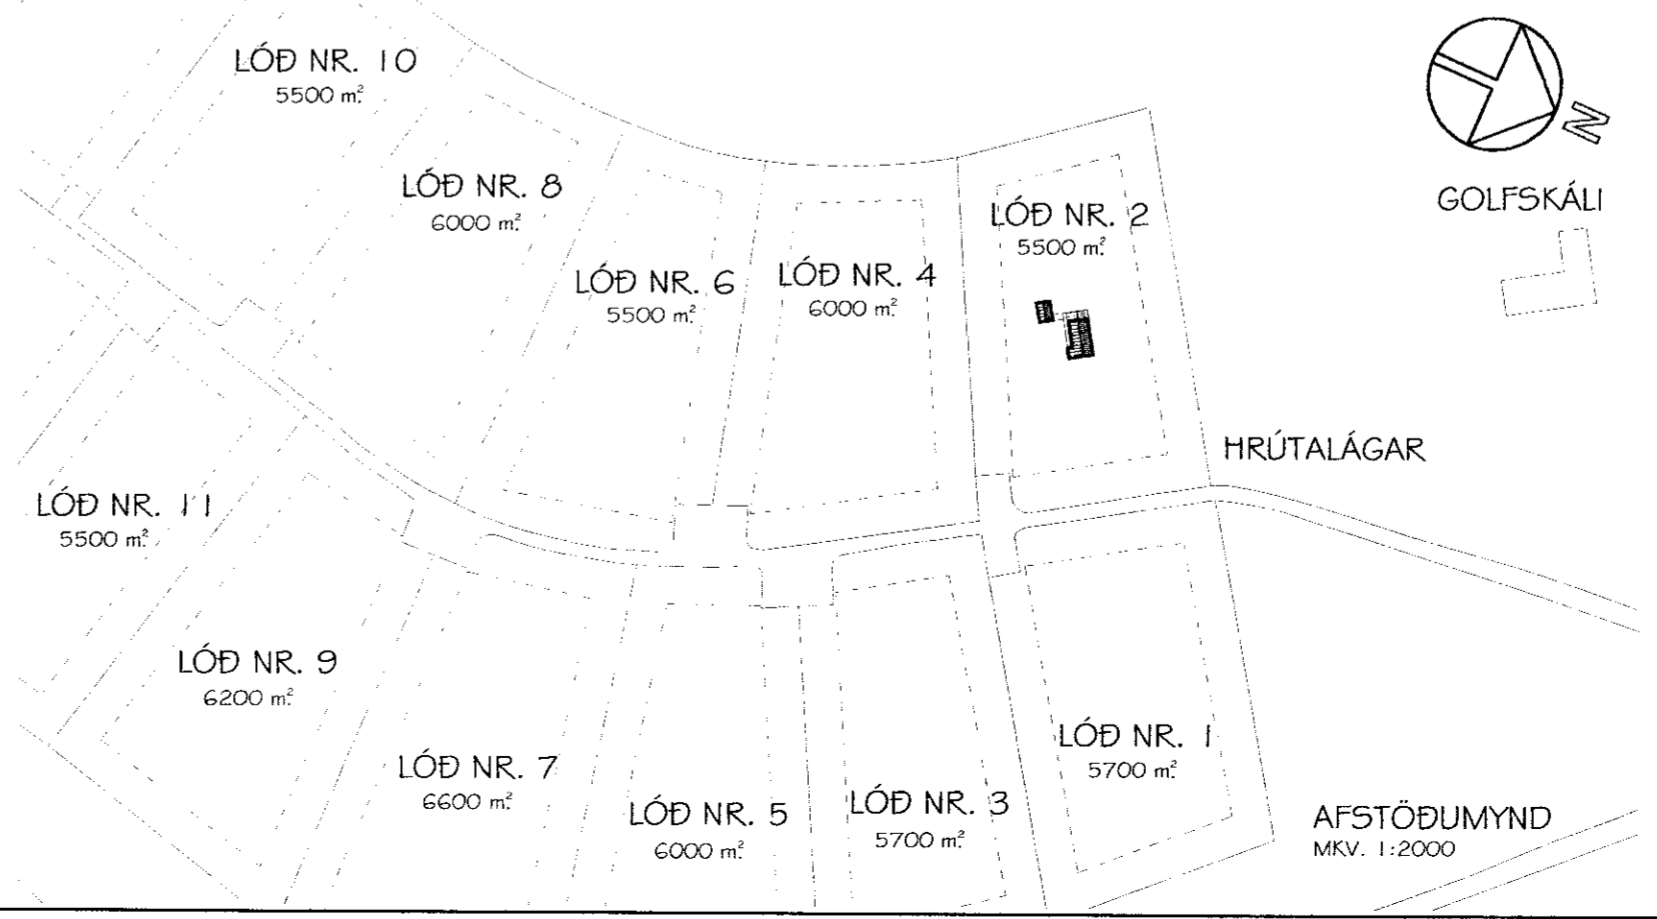 LÓÐ NR. 10
5500 m²
LÓÐ NR. 8
6000 m²
LÓÐ NR. 6
5500 m²
LÓÐ NR. 4
6000 m²
LÓÐ NR. 2
5500 m²
N
GOLFSKÁLI
HRÚTALÁGAR
LÓÐ NR. 11
5500 m²
LÓÐ NR. 9
6200 m²
LÓÐ NR. 7
6600 m²
LÓÐ NR. 5
6000 m²
LÓÐ NR. 3
5700 m²
LÓÐ NR. 1
5700 m²
AFSTÖÐUMYND
MKV. 1:2000